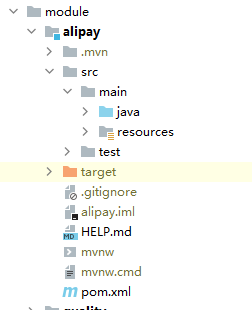 module
alipay
.mvn
src
main
java
resources
test
target
.gitignore
alipay.iml
HELP.md
mvnw
mvnw.cmd
pom.xml